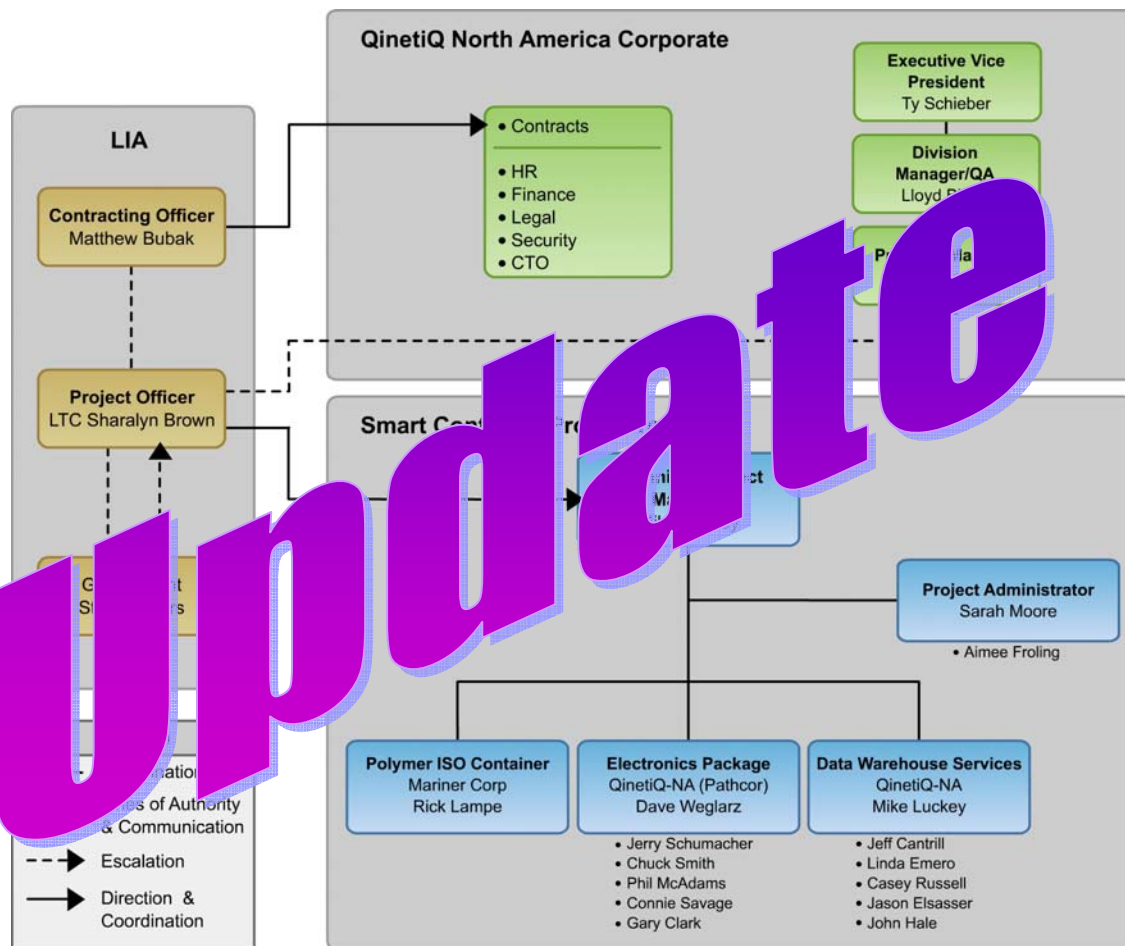 QinetiQ North America Corporate
Executive Vice
President
Ty Schieber
Division
Manager/QA
Lloyd
• Contracts
• HR
• Finance
• Legal
• Security
• CTO
LIA
Contracting Officer
Matthew Bubak
Project Officer
LTC Sharalyn Brown
Smart
Project Administrator
Sarah Moore
• Aimee Froling
Polymer ISO Container
Mariner Corp
Rick Lampe
Electronics Package
QinetiQ-NA (Pathcor)
Dave Weglarz
• Jerry Schumacher
• Chuck Smith
• Phil McAdams
• Connie Savage
• Gary Clark
Data Warehouse Services
QinetiQ-NA
Mike Luckey
• Jeff Cantrill
• Linda Emero
• Casey Russell
• Jason Elsasser
• John Hale
of Authority
& Communication
Escalation
Direction &
Coordination
Update